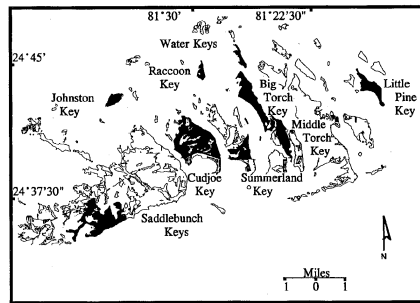 81°30'
81°22'30"
Water Keys
24°45'
Raccoon
Key
Big
Torch
Key
Little
Pine
Key
Johnston
Key
Middle
Torch
Key
24°37'30"
Cudjoe
Key
Summerland
Key
Saddlebunch
Keys
N
Miles
1 0 1